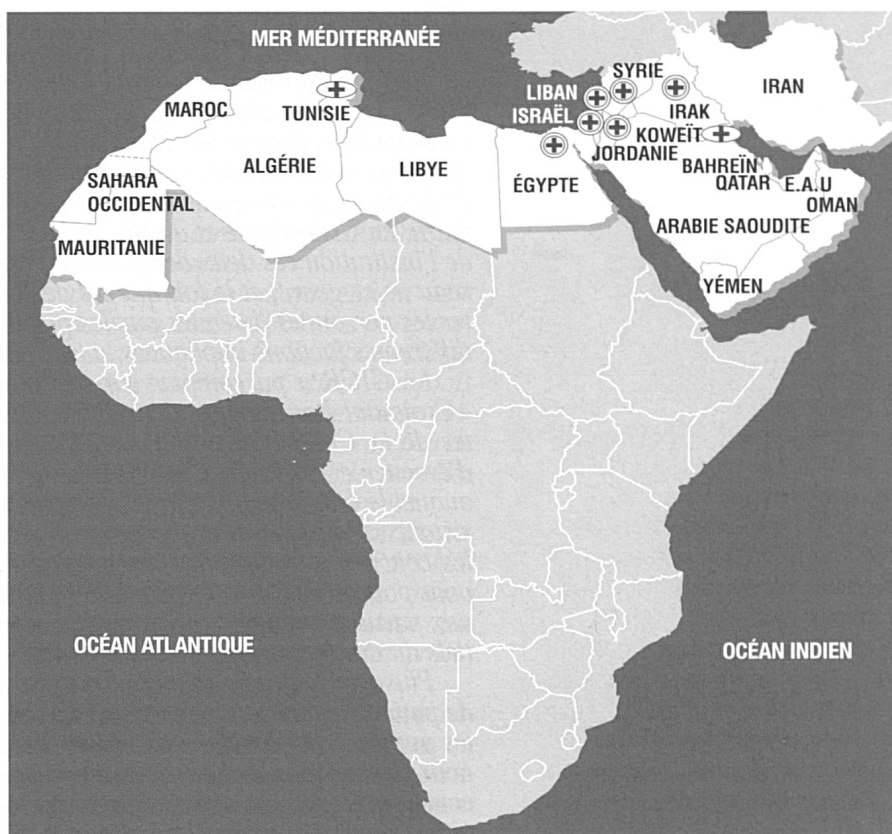 MER MÉDITERRANÉE
SYRIE
LIBAN
IRAN
MAROC
TUNISIE
ISRAËL
IRAK
KOWEÏT
JORDANIE
ALGÉRIE
LIBYE
BAHREÏN
SAHARA
OCCIDENTAL
ÉGYPTE
QATAR
E.A.U
OMAN
MAURITANIE
ARABIE SAOUDITE
YÉMEN
OCÉAN ATLANTIQUE
OCÉAN INDIEN